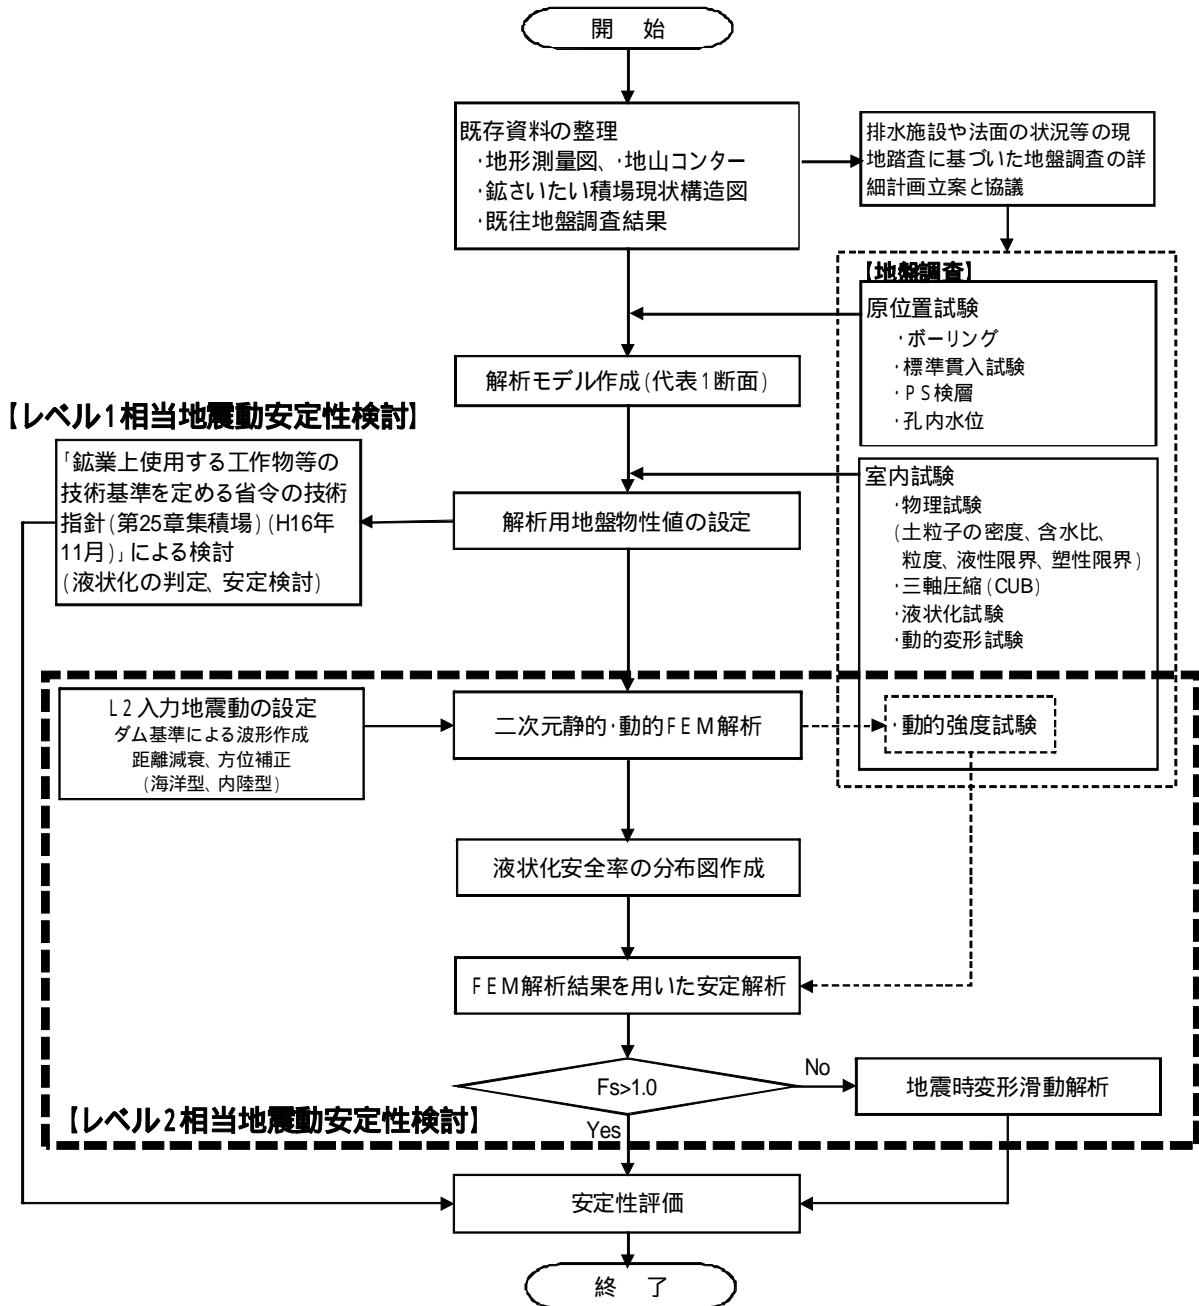 開 始
既存資料の整理
・地形測量図、・地山コンター
・鉱さいたい積場現状構造図
・既往地盤調査結果
排水施設や法面の状況等の現
地踏査に基づいた地盤調査の詳
細計画立案と協議
【地盤調査】
原位置試験
・ボーリング
・標準貫入試験
・PS検層
・孔内水位
解析モデル作成(代表1断面)
【レベル1相当地震動安定性検討】
「鉱業上使用する工作物等の
技術基準を定める省令の技術
指針(第25章集積場)(H16年
11月)」による検討
(液状化の判定、安定検討)
解析用地盤物性値の設定
室内試験
・物理試験
(土粒子の密度、含水比、
粒度、液性限界、塑性限界)
・三軸圧縮(CUB)
・液状化試験
・動的変形試験
L2入力地震動の設定
ダム基準による波形作成
距離減衰、方位補正
(海洋型、内陸型)
二次元静的・動的FEM解析
・動的強度試験
液状化安全率の分布図作成
FEM解析結果を用いた安定解析
Fs>1.0
No
地震時変形滑動解析
【レベル2相当地震動安定性検討】
Yes
安定性評価
終 了